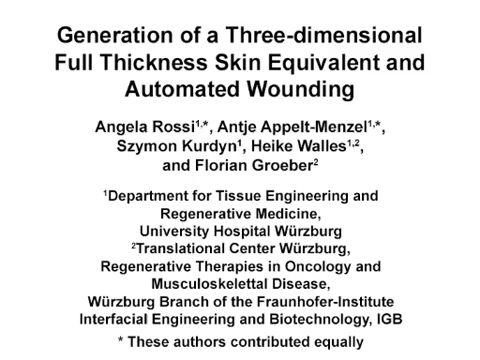 Generation of a Three-dimensional
Full Thickness Skin Equivalent and
Automated Wounding
Angela Rossi¹,*, Antje Appelt-Menzel¹,*,
Szymon Kurdyn¹, Heike Walles¹,²,
and Florian Groeber²
¹Department for Tissue Engineering and
Regenerative Medicine,
University Hospital Würzburg
²Translational Center Würzburg,
Regenerative Therapies in Oncology and
Musculoskelettal Disease,
Würzburg Branch of the Fraunhofer-Institute
Interfacial Engineering and Biotechnology, IGB
* These authors contributed equally